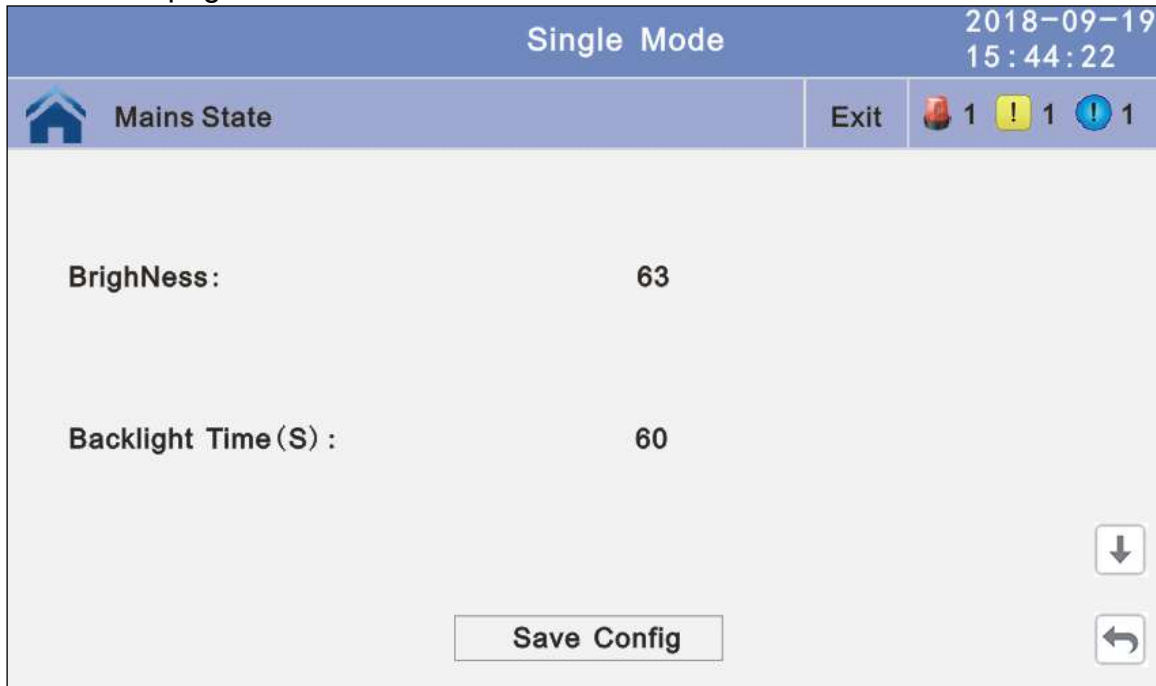 Single Mode
2018-09-19
15:44:22
Mains State
Exit
1 ! 1 ! 1
BrighNess: 63
Backlight Time(S): 60
Save Config